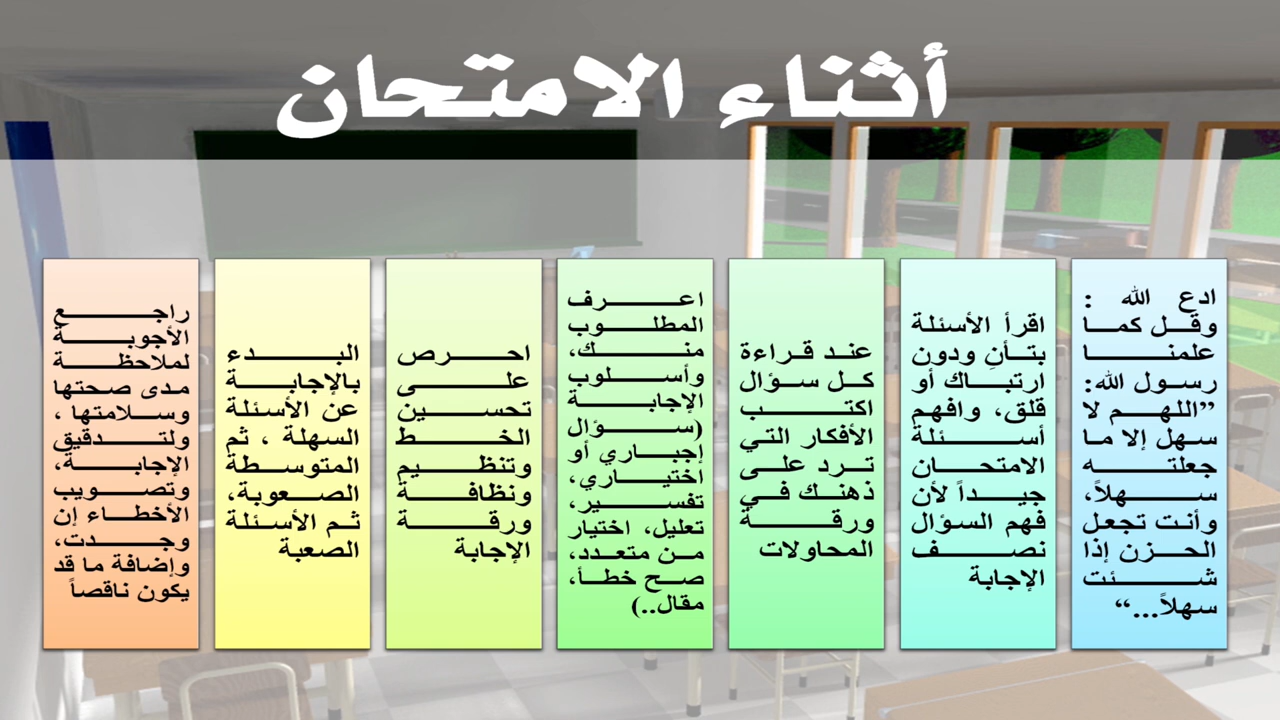 أثناء الامتحان
ادع الله :
وقل كما
علمنا
رسول الله:
”اللهم لا
سهل إلا ما
جعلته
سهلاً،
وأنت تجعل
الحزن إذا
شئت
سهلاً...“
اقرأ الأسئلة
بتأنٍ ودون
ارتباك أو
قلق، وافهم
أسئلة
الامتحان
جيداً لأن
فهم السؤال
نصف
الإجابة
عند قراءة
كل سؤال
اكتب
الأفكار التي
ترد على
ذهنك في
ورقة
المحاولات
اعرف
المطلوب
منك،
وأسلوب
الإجابة
(سؤال
إجباري أو
اختياري،
تفسير،
تعليل، اختيار
من متعدد،
صح خطأ،
مقال..)
احرص
على
تحسين
الخط
وتنظيم
ونظافة
ورقة
الإجابة
البدء
بالإجابة
عن الأسئلة
السهلة ، ثم
المتوسطة
الصعوبة،
ثم الأسئلة
الصعبة
راجع
الأجوبة
لملاحظة
مدى صحتها
وسلامتها ،
ولتدقيق
الإجابة،
وتصويب
الأخطاء إن
وجدت،
وإضافة ما قد
يكون ناقصاً